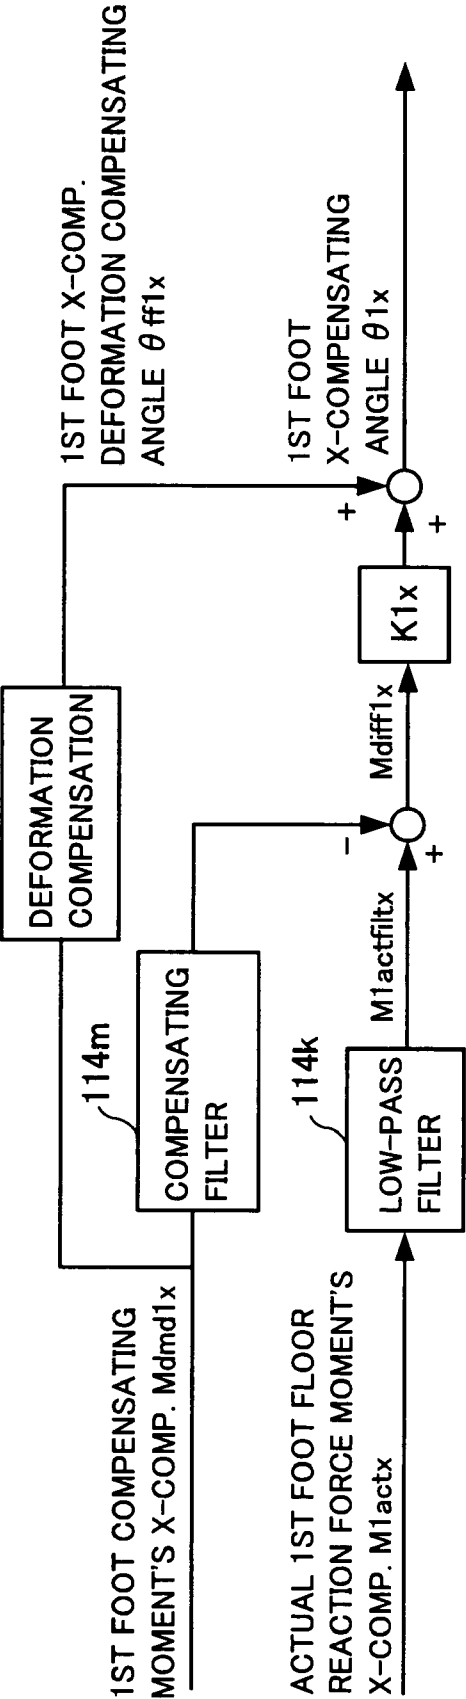 1ST FOOT COMPENSATING
MOMENT'S X-COMP. Mdmd1x
DEFORMATION
COMPENSATION
1ST FOOT X-COMP.
DEFORMATION COMPENSATING
ANGLE θff1x
114m
COMPENSATING
FILTER
ACTUAL 1ST FOOT FLOOR
REACTION FORCE MOMENT'S
X-COMP. M1actx
114k
LOW-PASS
FILTER
M1actfiltx
-
+
Mdiff1x
K1x
+
+
1ST FOOT
X-COMPENSATING
ANGLE θ1x